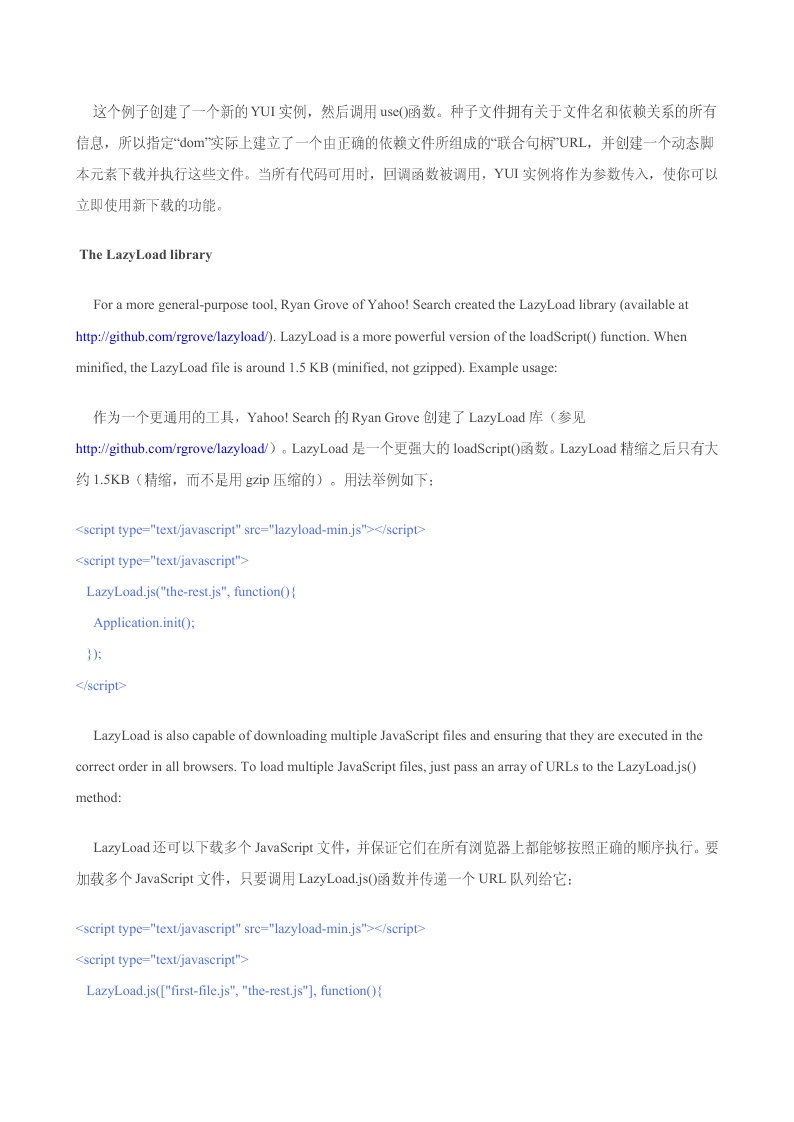 这个例子创建了一个新的 YUI 实例，然后调用 use()函数。种子文件拥有关于文件名和依赖关系的所有
信息，所以指定“dom”实际上建立了一个由正确的依赖文件所组成的“联合句柄”URL，并创建一个动态脚
本元素下载并执行这些文件。当所有代码可用时，回调函数被调用，YUI 实例将作为参数传入，使你可以
立即使用新下载的功能。
The LazyLoad library
For a more general-purpose tool, Ryan Grove of Yahoo! Search created the LazyLoad library (available at
http://github.com/rgrove/lazyload/). LazyLoad is a more powerful version of the loadScript() function. When
minified, the LazyLoad file is around 1.5 KB (minified, not gzipped). Example usage:
作为一个更通用的工具，Yahoo! Search 的 Ryan Grove 创建了 LazyLoad 库（参见
http://github.com/rgrove/lazyload/）。LazyLoad 是一个更强大的 loadScript()函数。LazyLoad 精缩之后只有大
约 1.5KB（精缩，而不是用 gzip 压缩的）。用法举例如下：
<script type="text/javascript" src="lazyload-min.js"></script>
<script type="text/javascript">
LazyLoad.js("the-rest.js", function(){
Application.init();
});
</script>
LazyLoad is also capable of downloading multiple JavaScript files and ensuring that they are executed in the
correct order in all browsers. To load multiple JavaScript files, just pass an array of URLs to the LazyLoad.js()
method:
LazyLoad 还可以下载多个 JavaScript 文件，并保证它们在所有浏览器上都能够按照正确的顺序执行。要
加载多个 JavaScript 文件，只要调用 LazyLoad.js()函数并传递一个 URL 队列给它：
<script type="text/javascript" src="lazyload-min.js"></script>
<script type="text/javascript">
LazyLoad.js(["first-file.js", "the-rest.js"], function(){